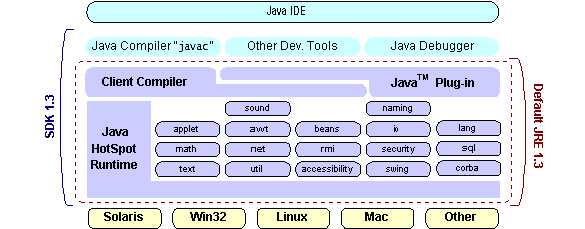 Java IDE
Java Compiler "javac"
Other Dev. Tools
Java Debugger
Client Compiler
Java™ Plug-in
SDK 1.3
Default JRE 1.3
Java
HotSpot
Runtime
sound
naming
applet
awt
beans
io
lang
math
net
rmi
security
sql
text
util
accessibility
swing
corba
Solaris
Win32
Linux
Mac
Other